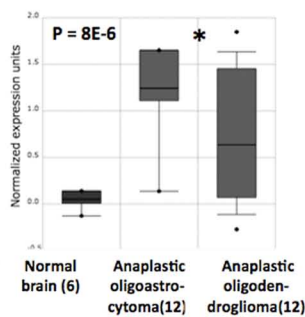 2.0
P = 8E-6
*
1.5
1.0
0.5
0.0
-0.5
Normalized expression units
Normal
brain (6)
Anaplastic
oligoastro-
cytoma(12)
Anaplastic
oligoden-
droglioma(12)